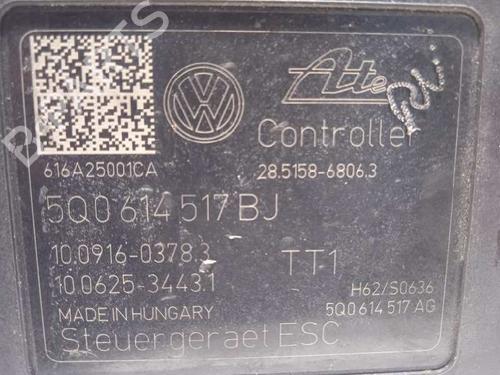 Ate
Controller
616A25001CA
28.5158-6806.3
5Q0 614 517 BJ
10.0916-0378.3
TT1
10.0625-3443.1
H62/S0636
MADE IN HUNGARY
5Q0 614 517 AG
Steuergeraet ESC